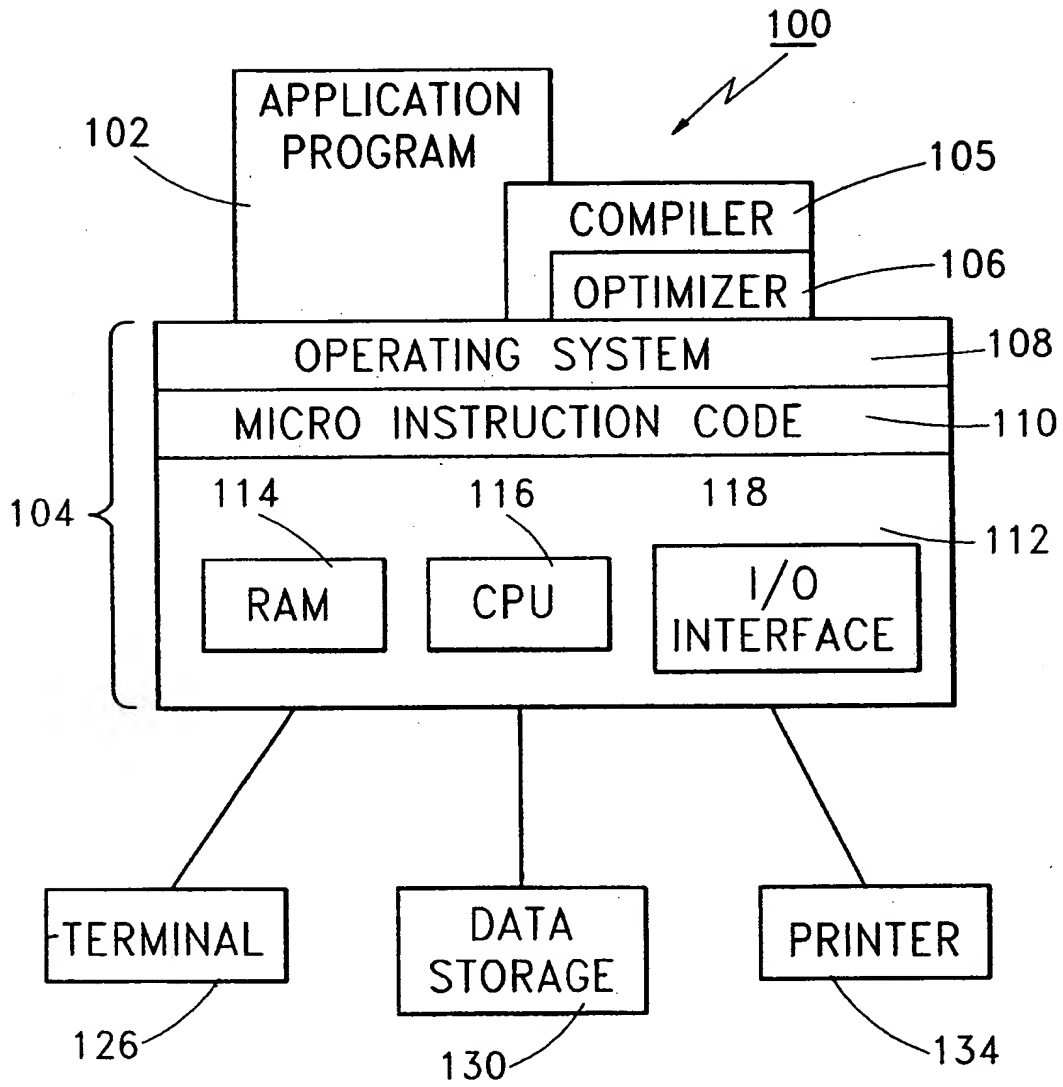 100
APPLICATION
PROGRAM
102
105
COMPILER
106
OPTIMIZER
OPERATING SYSTEM
108
MICRO INSTRUCTION CODE
110
104
114
116
118
112
RAM
CPU
I/O
INTERFACE
TERMINAL
DATA
STORAGE
PRINTER
126
130
134